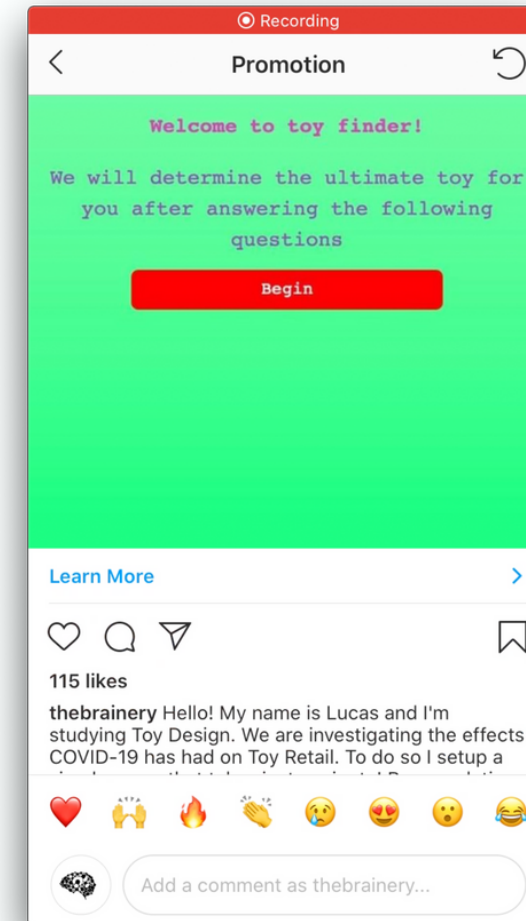 Recording
Promotion
Welcome to toy finder!
We will determine the ultimate toy for
you after answering the following
questions
Begin
Learn More
115 likes
thebrainery Hello! My name is Lucas and I'm
studying Toy Design. We are investigating the effects
COVID-19 has had on Toy Retail. To do so I setup a
Add a comment as thebrainery...